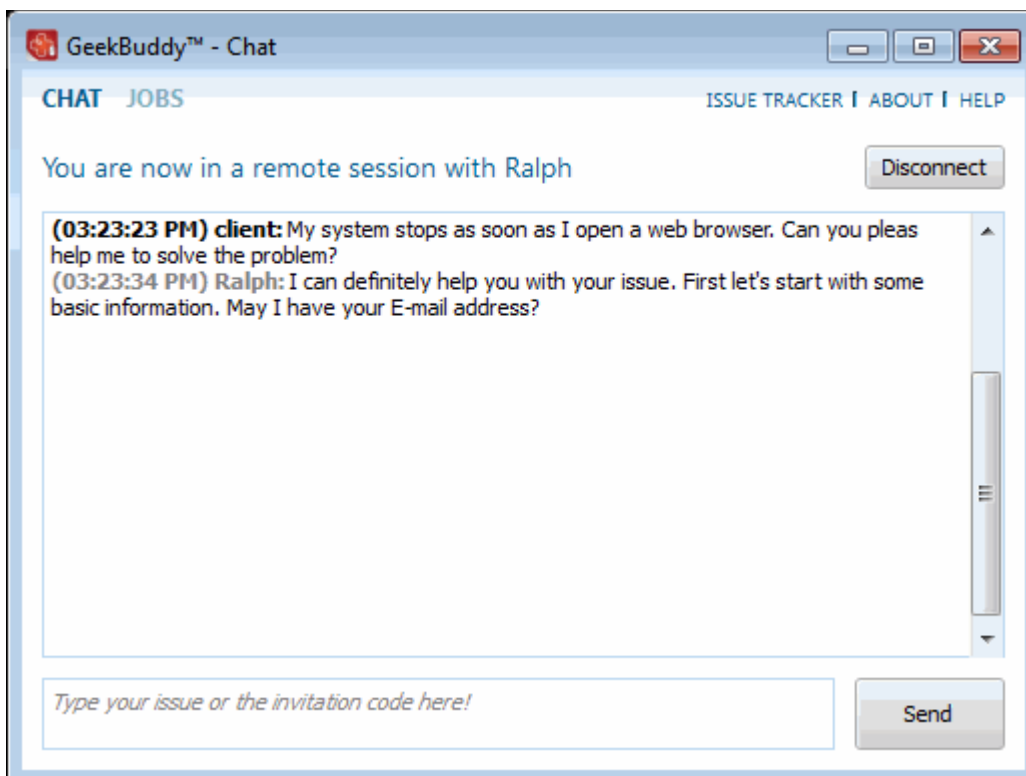 GeekBuddy™ - Chat
CHAT JOBS
ISSUE TRACKER | ABOUT | HELP
You are now in a remote session with Ralph
Disconnect
(03:23:23 PM) client: My system stops as soon as I open a web browser. Can you pleas
help me to solve the problem?
(03:23:34 PM) Ralph: I can definitely help you with your issue. First let's start with some
basic information. May I have your E-mail address?
Type your issue or the invitation code here!
Send